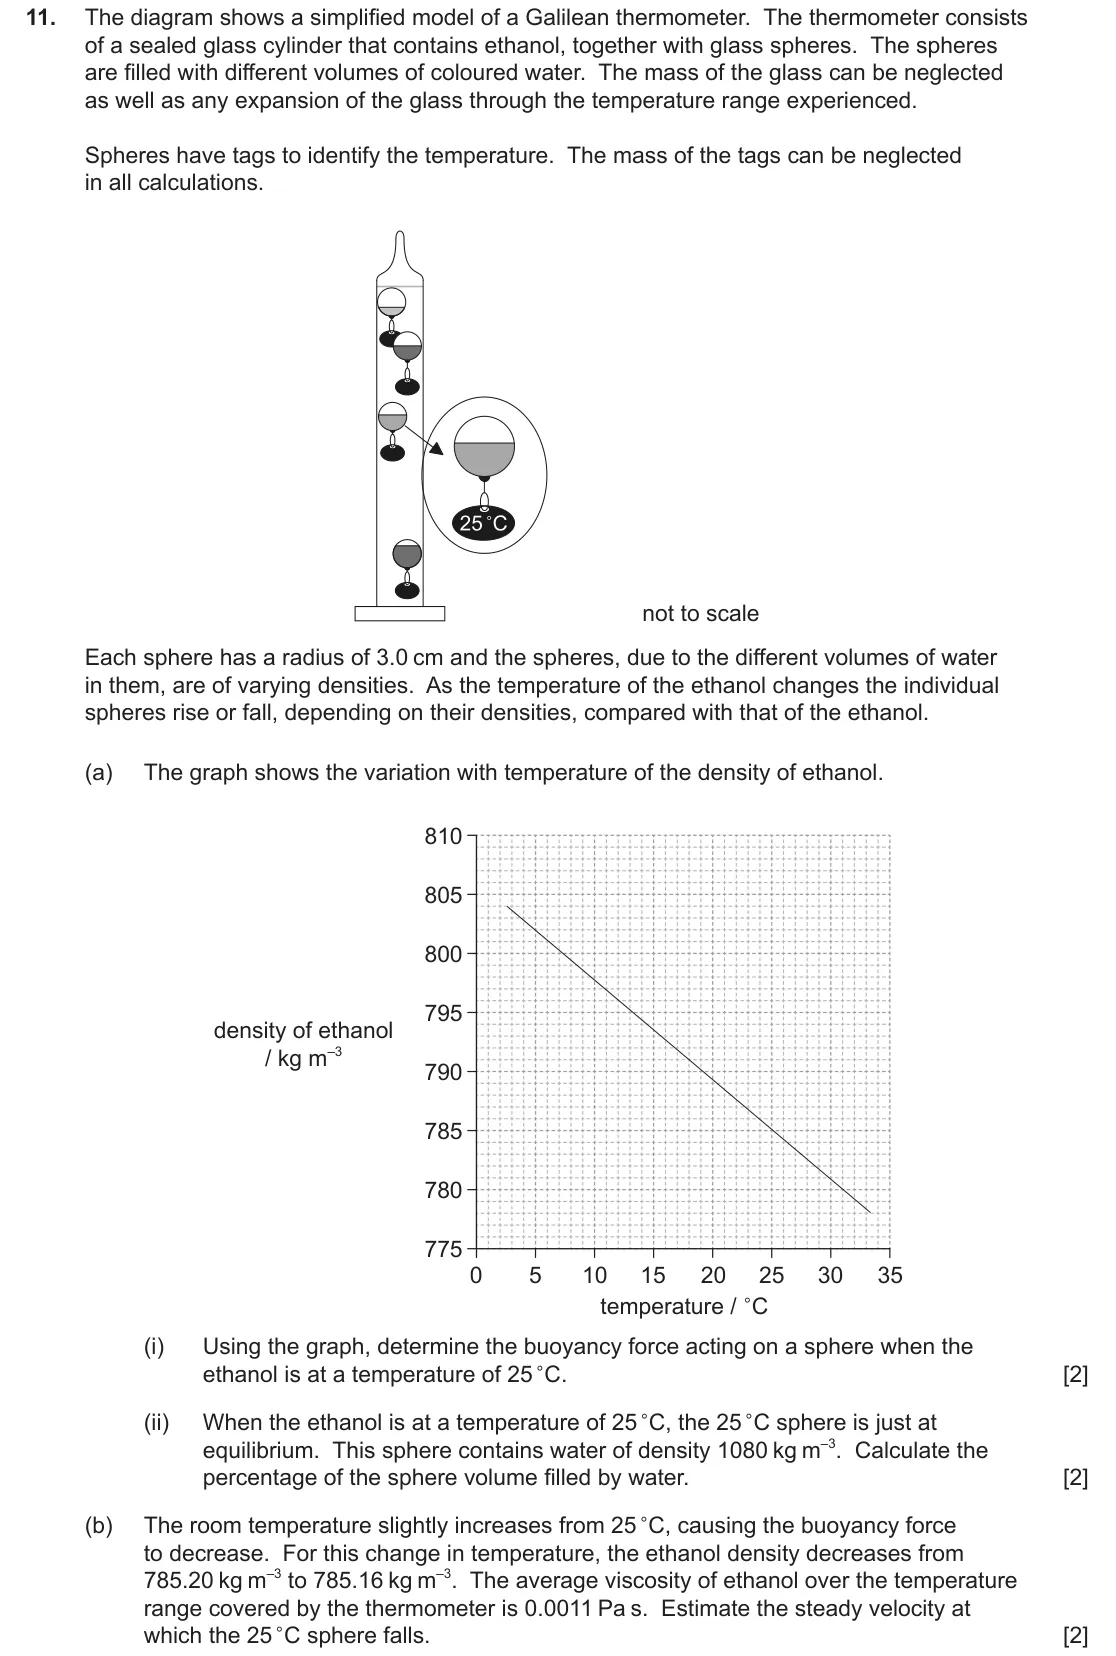 11. The diagram shows a simplified model of a Galilean thermometer. The thermometer consists
of a sealed glass cylinder that contains ethanol, together with glass spheres. The spheres
are filled with different volumes of coloured water. The mass of the glass can be neglected
as well as any expansion of the glass through the temperature range experienced.
Spheres have tags to identify the temperature. The mass of the tags can be neglected
in all calculations.
25 °C
not to scale
Each sphere has a radius of 3.0 cm and the spheres, due to the different volumes of water
in them, are of varying densities. As the temperature of the ethanol changes the individual
spheres rise or fall, depending on their densities, compared with that of the ethanol.
(a) The graph shows the variation with temperature of the density of ethanol.
810
805
800
795
density of ethanol
/ kg m⁻³
790
785
780
775
0 5 10 15 20 25 30 35
temperature / °C
(i) Using the graph, determine the buoyancy force acting on a sphere when the
ethanol is at a temperature of 25 °C. [2]
(ii) When the ethanol is at a temperature of 25 °C, the 25 °C sphere is just at
equilibrium. This sphere contains water of density 1080 kg m⁻³. Calculate the
percentage of the sphere volume filled by water. [2]
(b) The room temperature slightly increases from 25 °C, causing the buoyancy force
to decrease. For this change in temperature, the ethanol density decreases from
785.20 kg m⁻³ to 785.16 kg m⁻³. The average viscosity of ethanol over the temperature
range covered by the thermometer is 0.0011 Pa s. Estimate the steady velocity at
which the 25 °C sphere falls. [2]